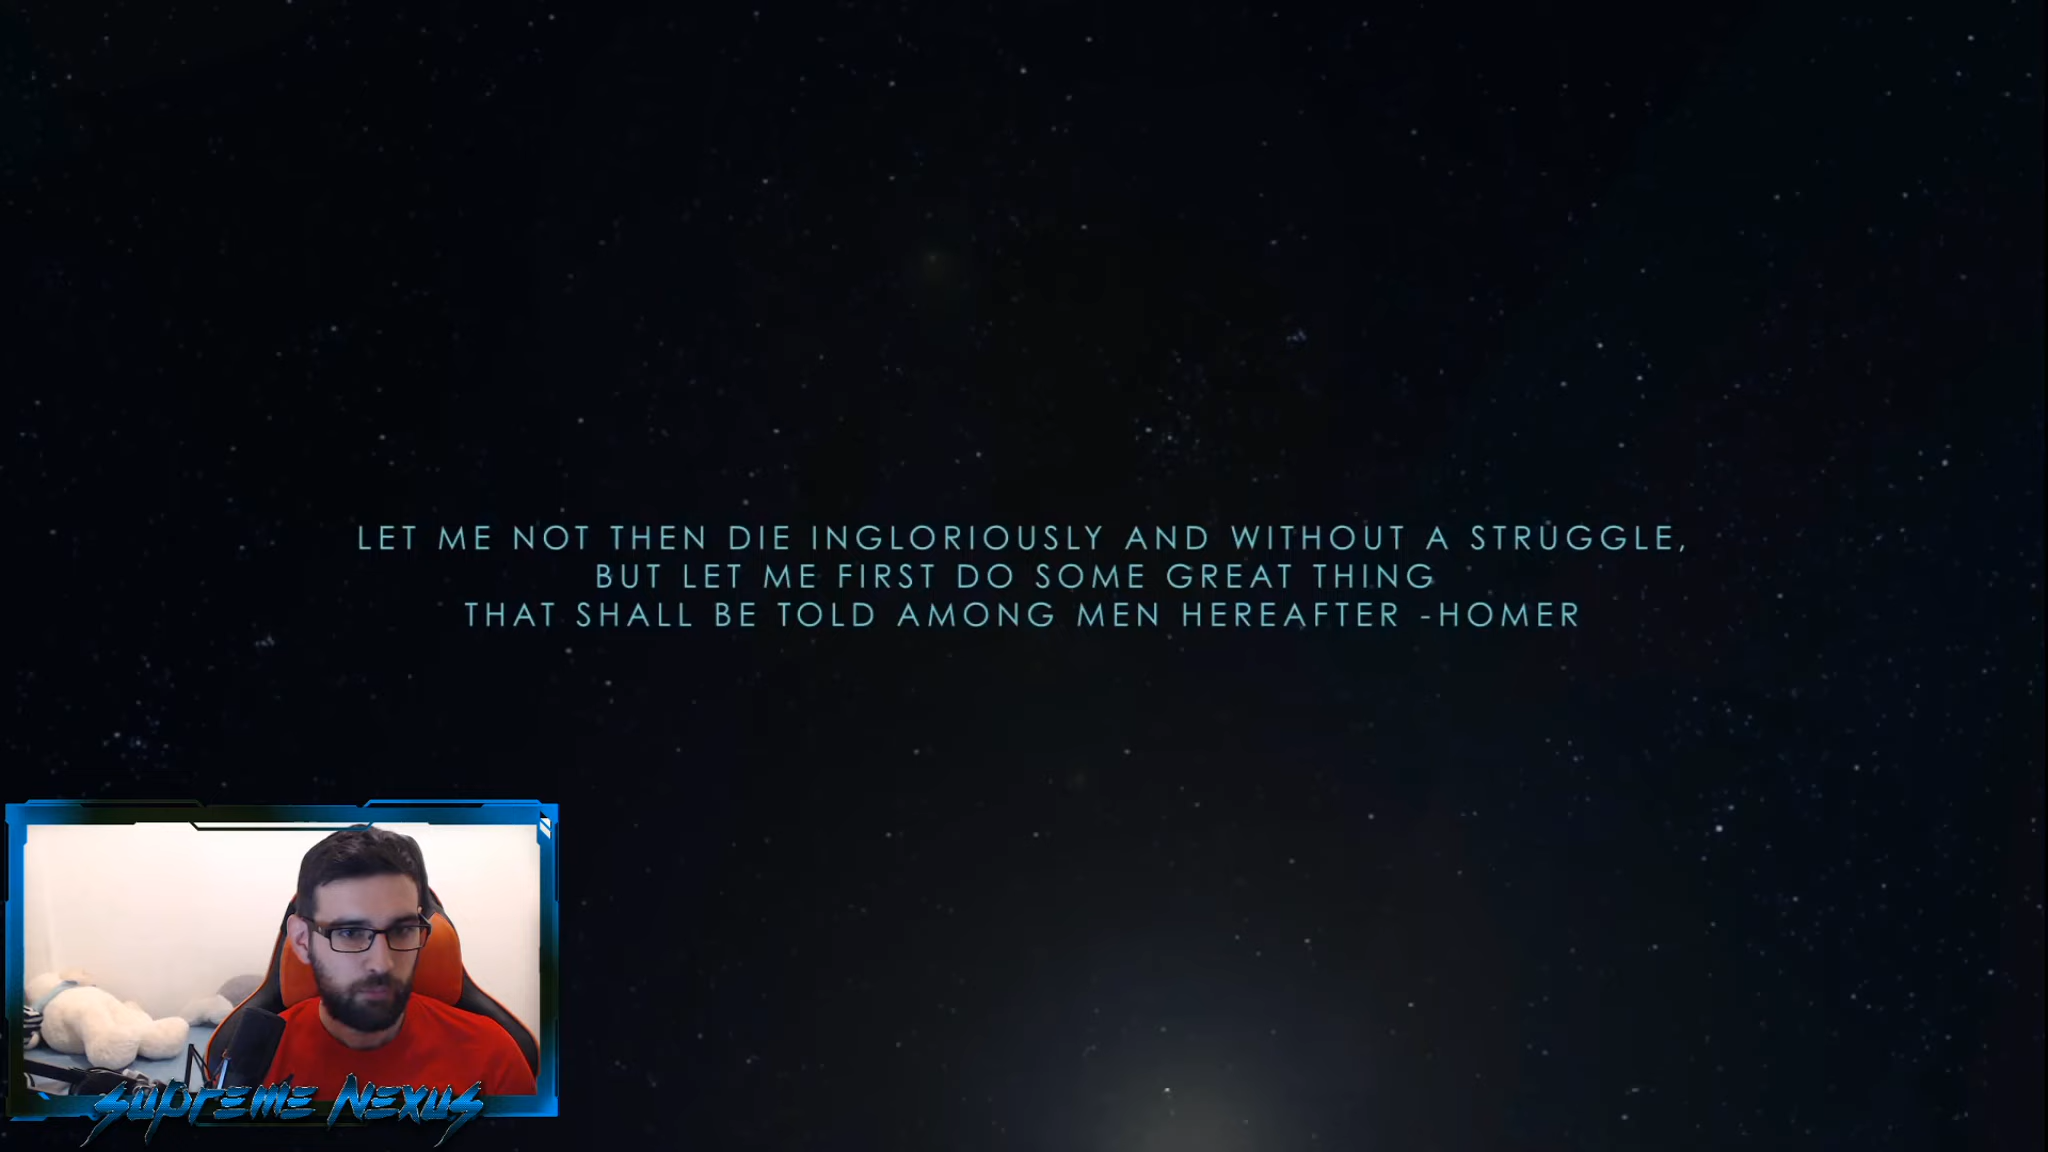 LET ME NOT THEN DIE INGLORIOUSLY AND WITHOUT A STRUGGLE,
BUT LET ME FIRST DO SOME GREAT THING
THAT SHALL BE TOLD AMONG MEN HEREAFTER -HOMER
SUPREME NEXUS